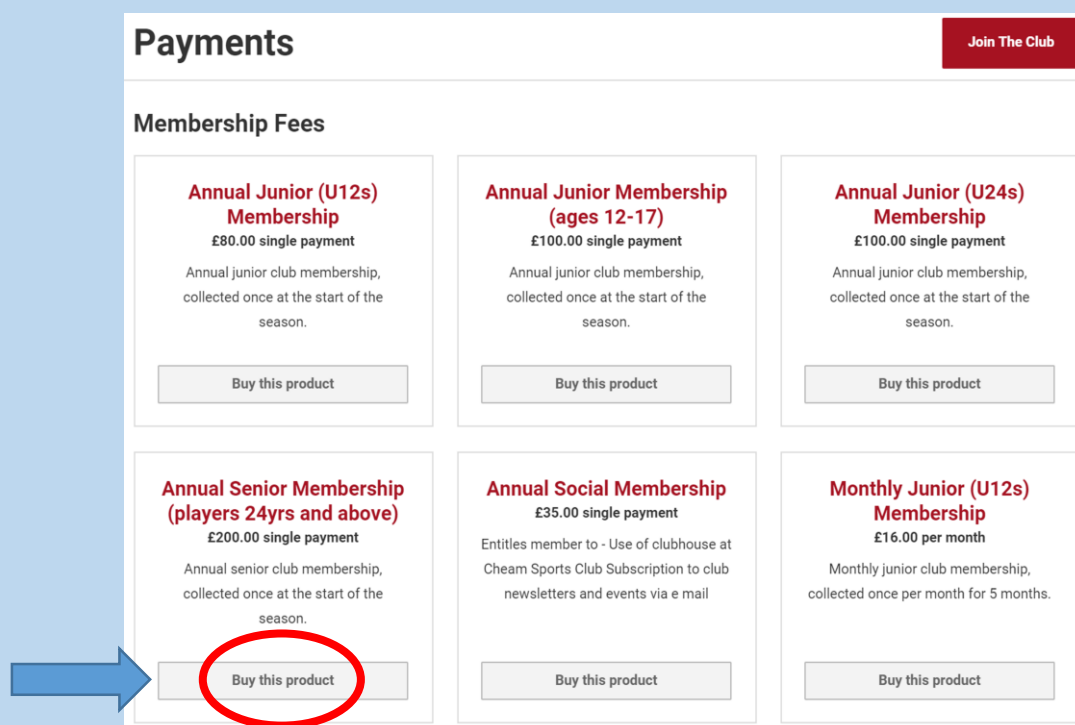 Payments
Join The Club
Membership Fees
Annual Junior (U12s)
Membership
£80.00 single payment
Annual junior club membership,
collected once at the start of the
season.
Buy this product
Annual Junior Membership
(ages 12-17)
£100.00 single payment
Annual junior club membership,
collected once at the start of the
season.
Buy this product
Annual Junior (U24s)
Membership
£100.00 single payment
Annual junior club membership,
collected once at the start of the
season.
Buy this product
Annual Senior Membership
(players 24yrs and above)
£200.00 single payment
Annual senior club membership,
collected once at the start of the
season.
Buy this product
Annual Social Membership
£35.00 single payment
Entitles member to - Use of clubhouse at
Cheam Sports Club Subscription to club
newsletters and events via e mail
Buy this product
Monthly Junior (U12s)
Membership
£16.00 per month
Monthly junior club membership,
collected once per month for 5 months.
Buy this product